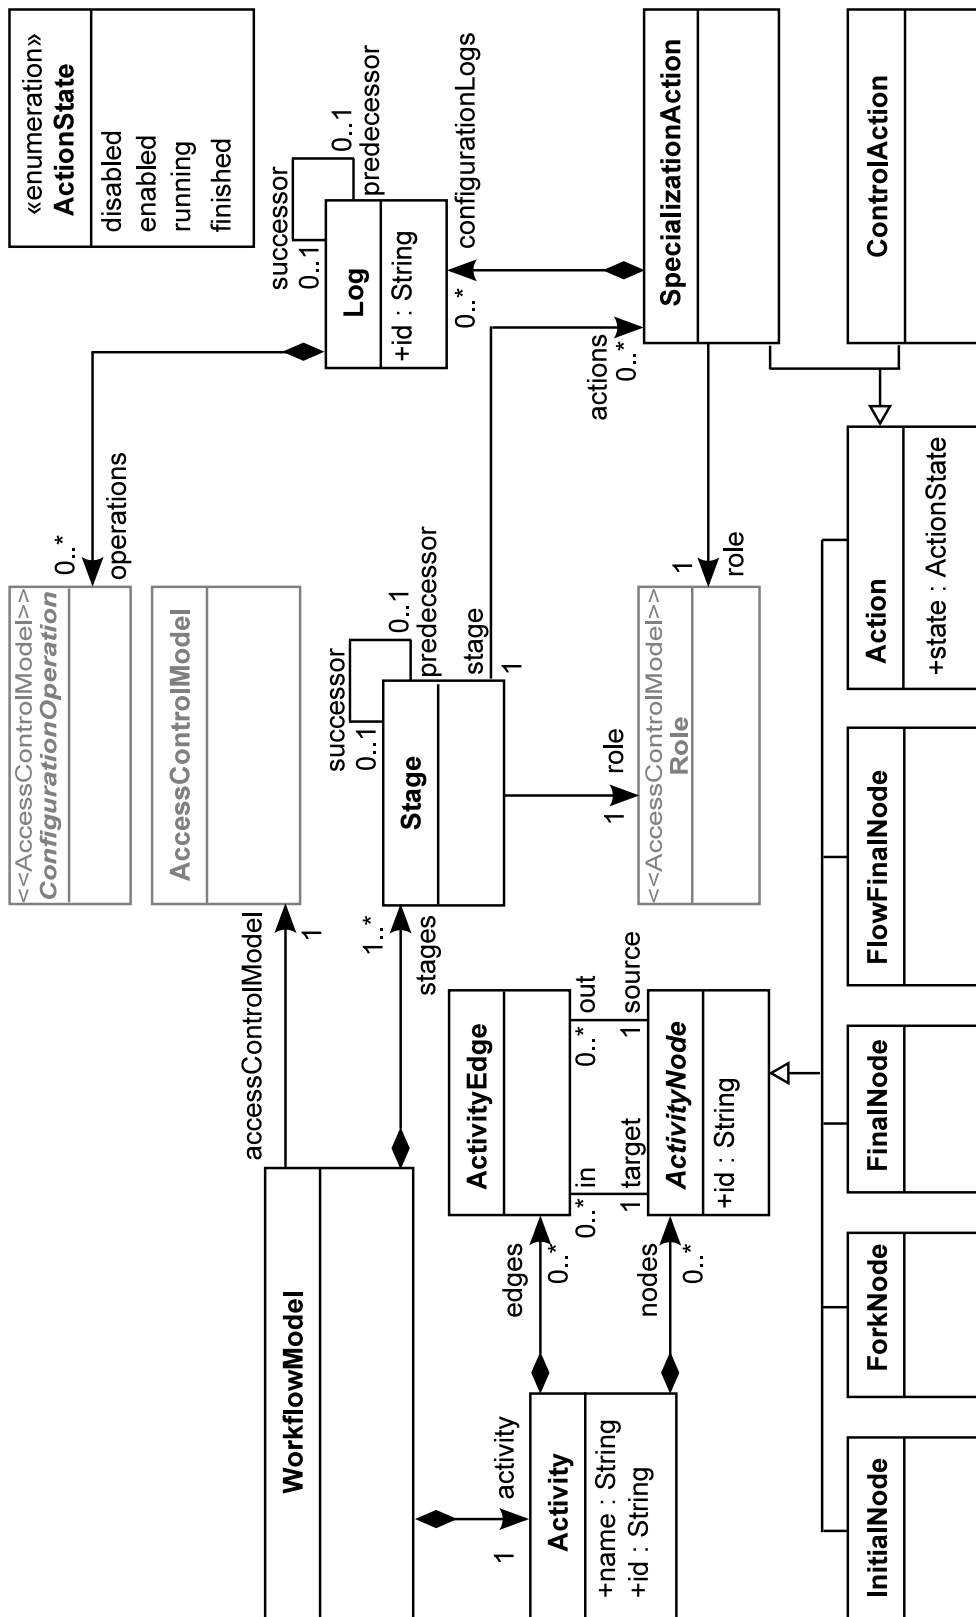 <<AccessControlModel>>
ConfigurationOperation
«enumeration»
ActionState
disabled
enabled
running
finished
0..*
operations
AccessControlModel
accessControlModel
1
WorkflowModel
successor
0..1
0..1
predecessor
Log
+id : String
successor
0..1
0..1
predecessor
Stage
1..*
stages
0..*
configurationLogs
stage
1
actions
0..*
1
activity
edges
0..*
ActivityEdge
0..*
in
0..*
out
1
target
1
source
1
role
Activity
+name : String
+id : String
nodes
0..*
ActivityNode
+id : String
<<AccessControlModel>>
Role
1
role
SpecializationAction
InitialNode
ForkNode
FinalNode
FlowFinalNode
Action
+state : ActionState
ControlAction